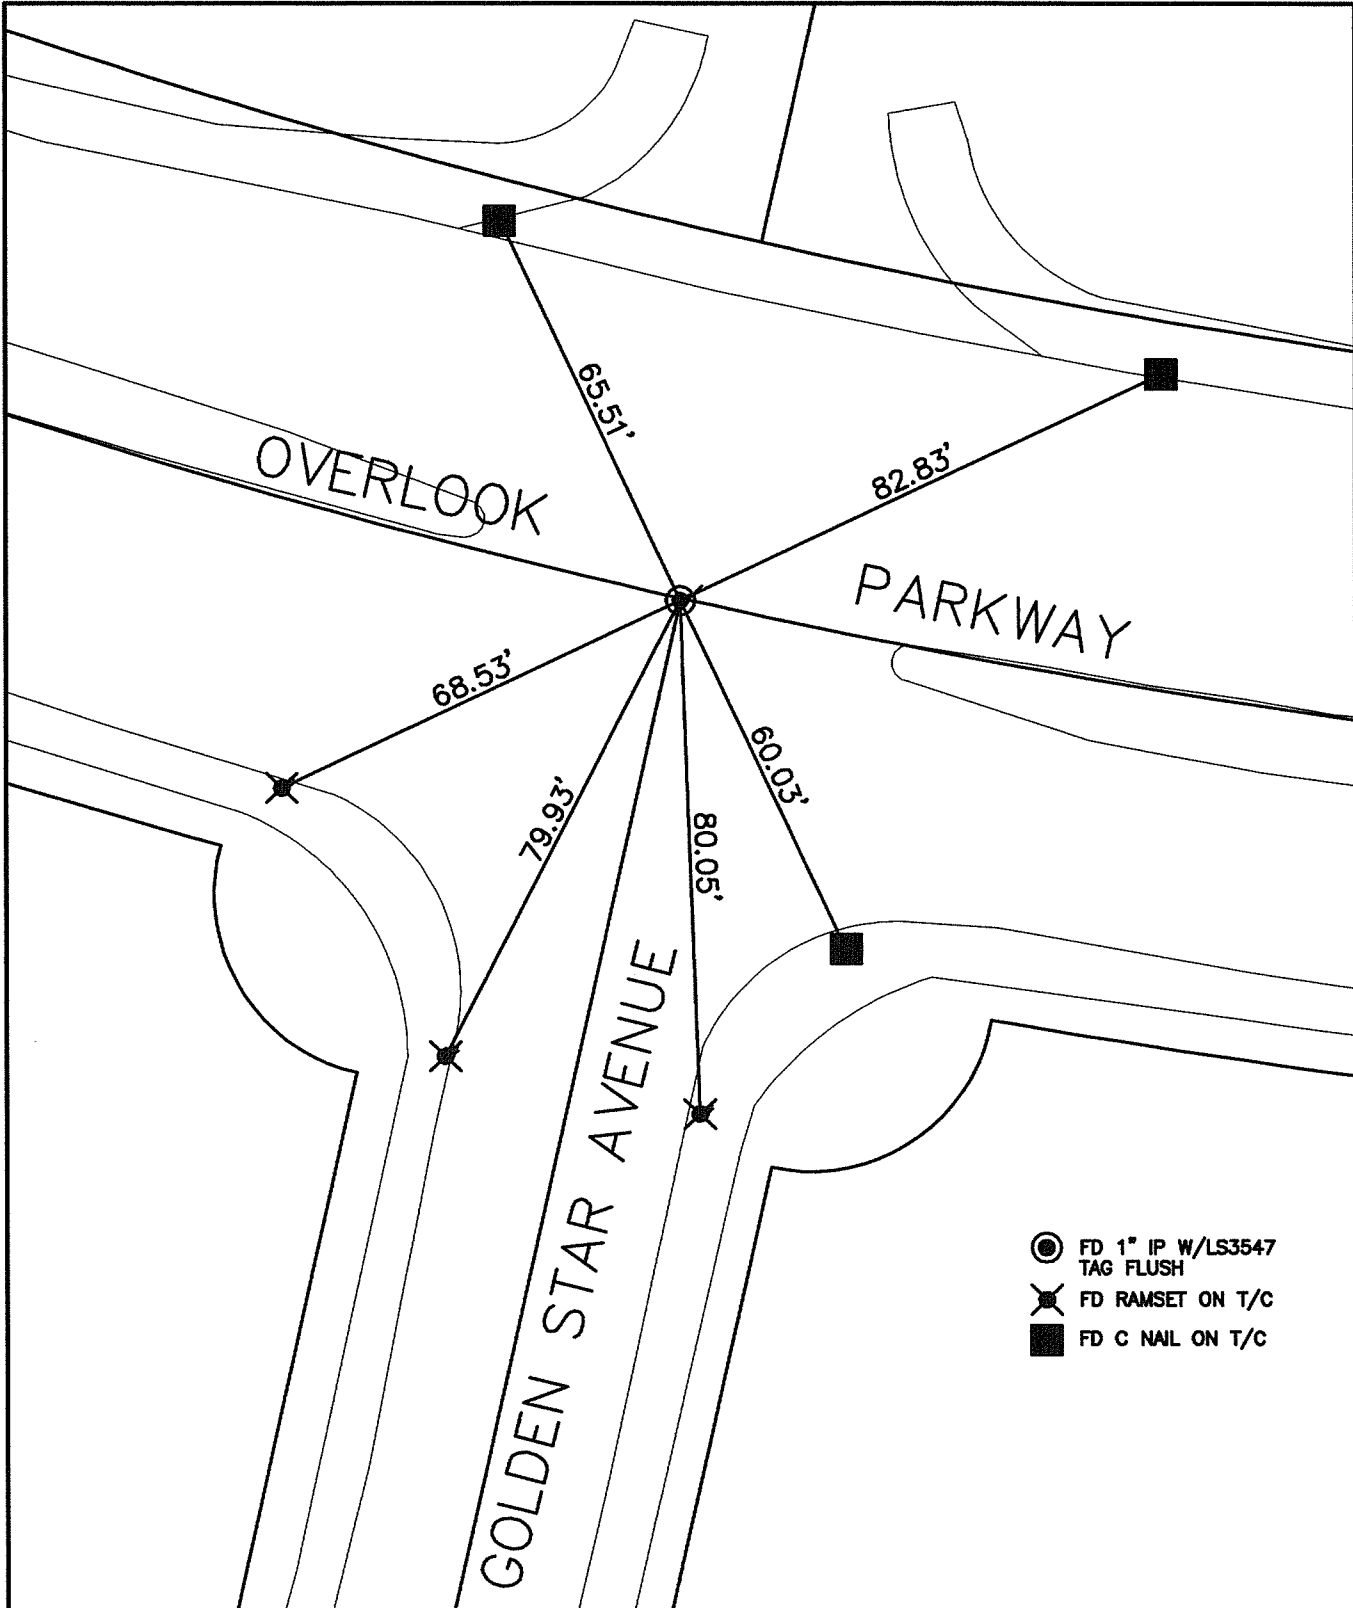 65.51'
82.83'
OVERLOOK
PARKWAY
68.53'
60.03'
79.93'
80.05'
GOLDEN STAR AVENUE
FD 1" IP W/LS3547
TAG FLUSH
FD RAMSET ON T/C
FD C NAIL ON T/C